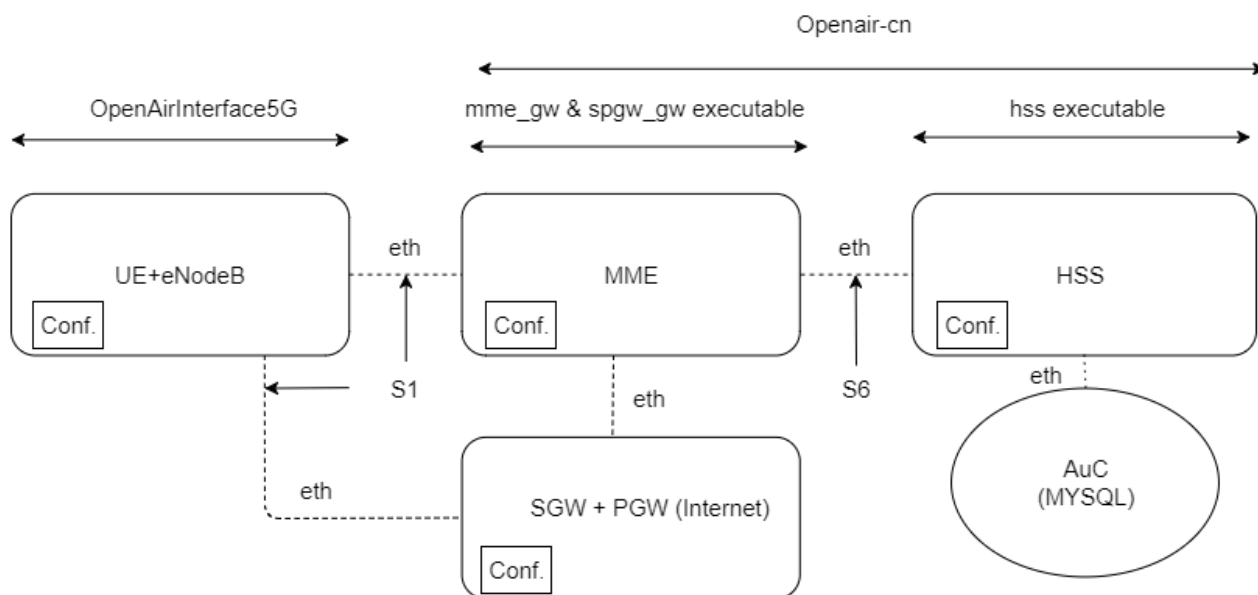 Openair-cn
OpenAirInterface5G
mme_gw & spgw_gw executable
hss executable
UE+eNodeB
Conf.
eth
MME
Conf.
eth
HSS
Conf.
S1
S6
eth
eth
eth
SGW + PGW (Internet)
Conf.
AuC
(MYSQL)